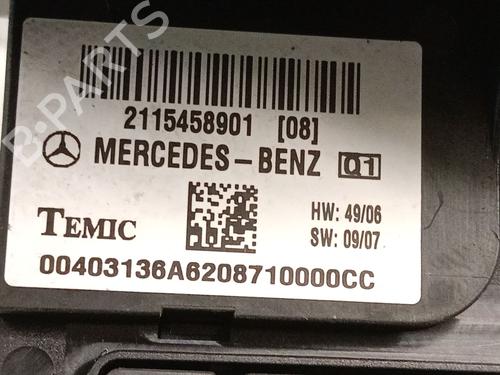 2115458901 [08]
MERCEDES-BENZ Q1
TEMIC
HW: 49/06
SW: 09/07
00403136A6208710000CC
B-PARTS